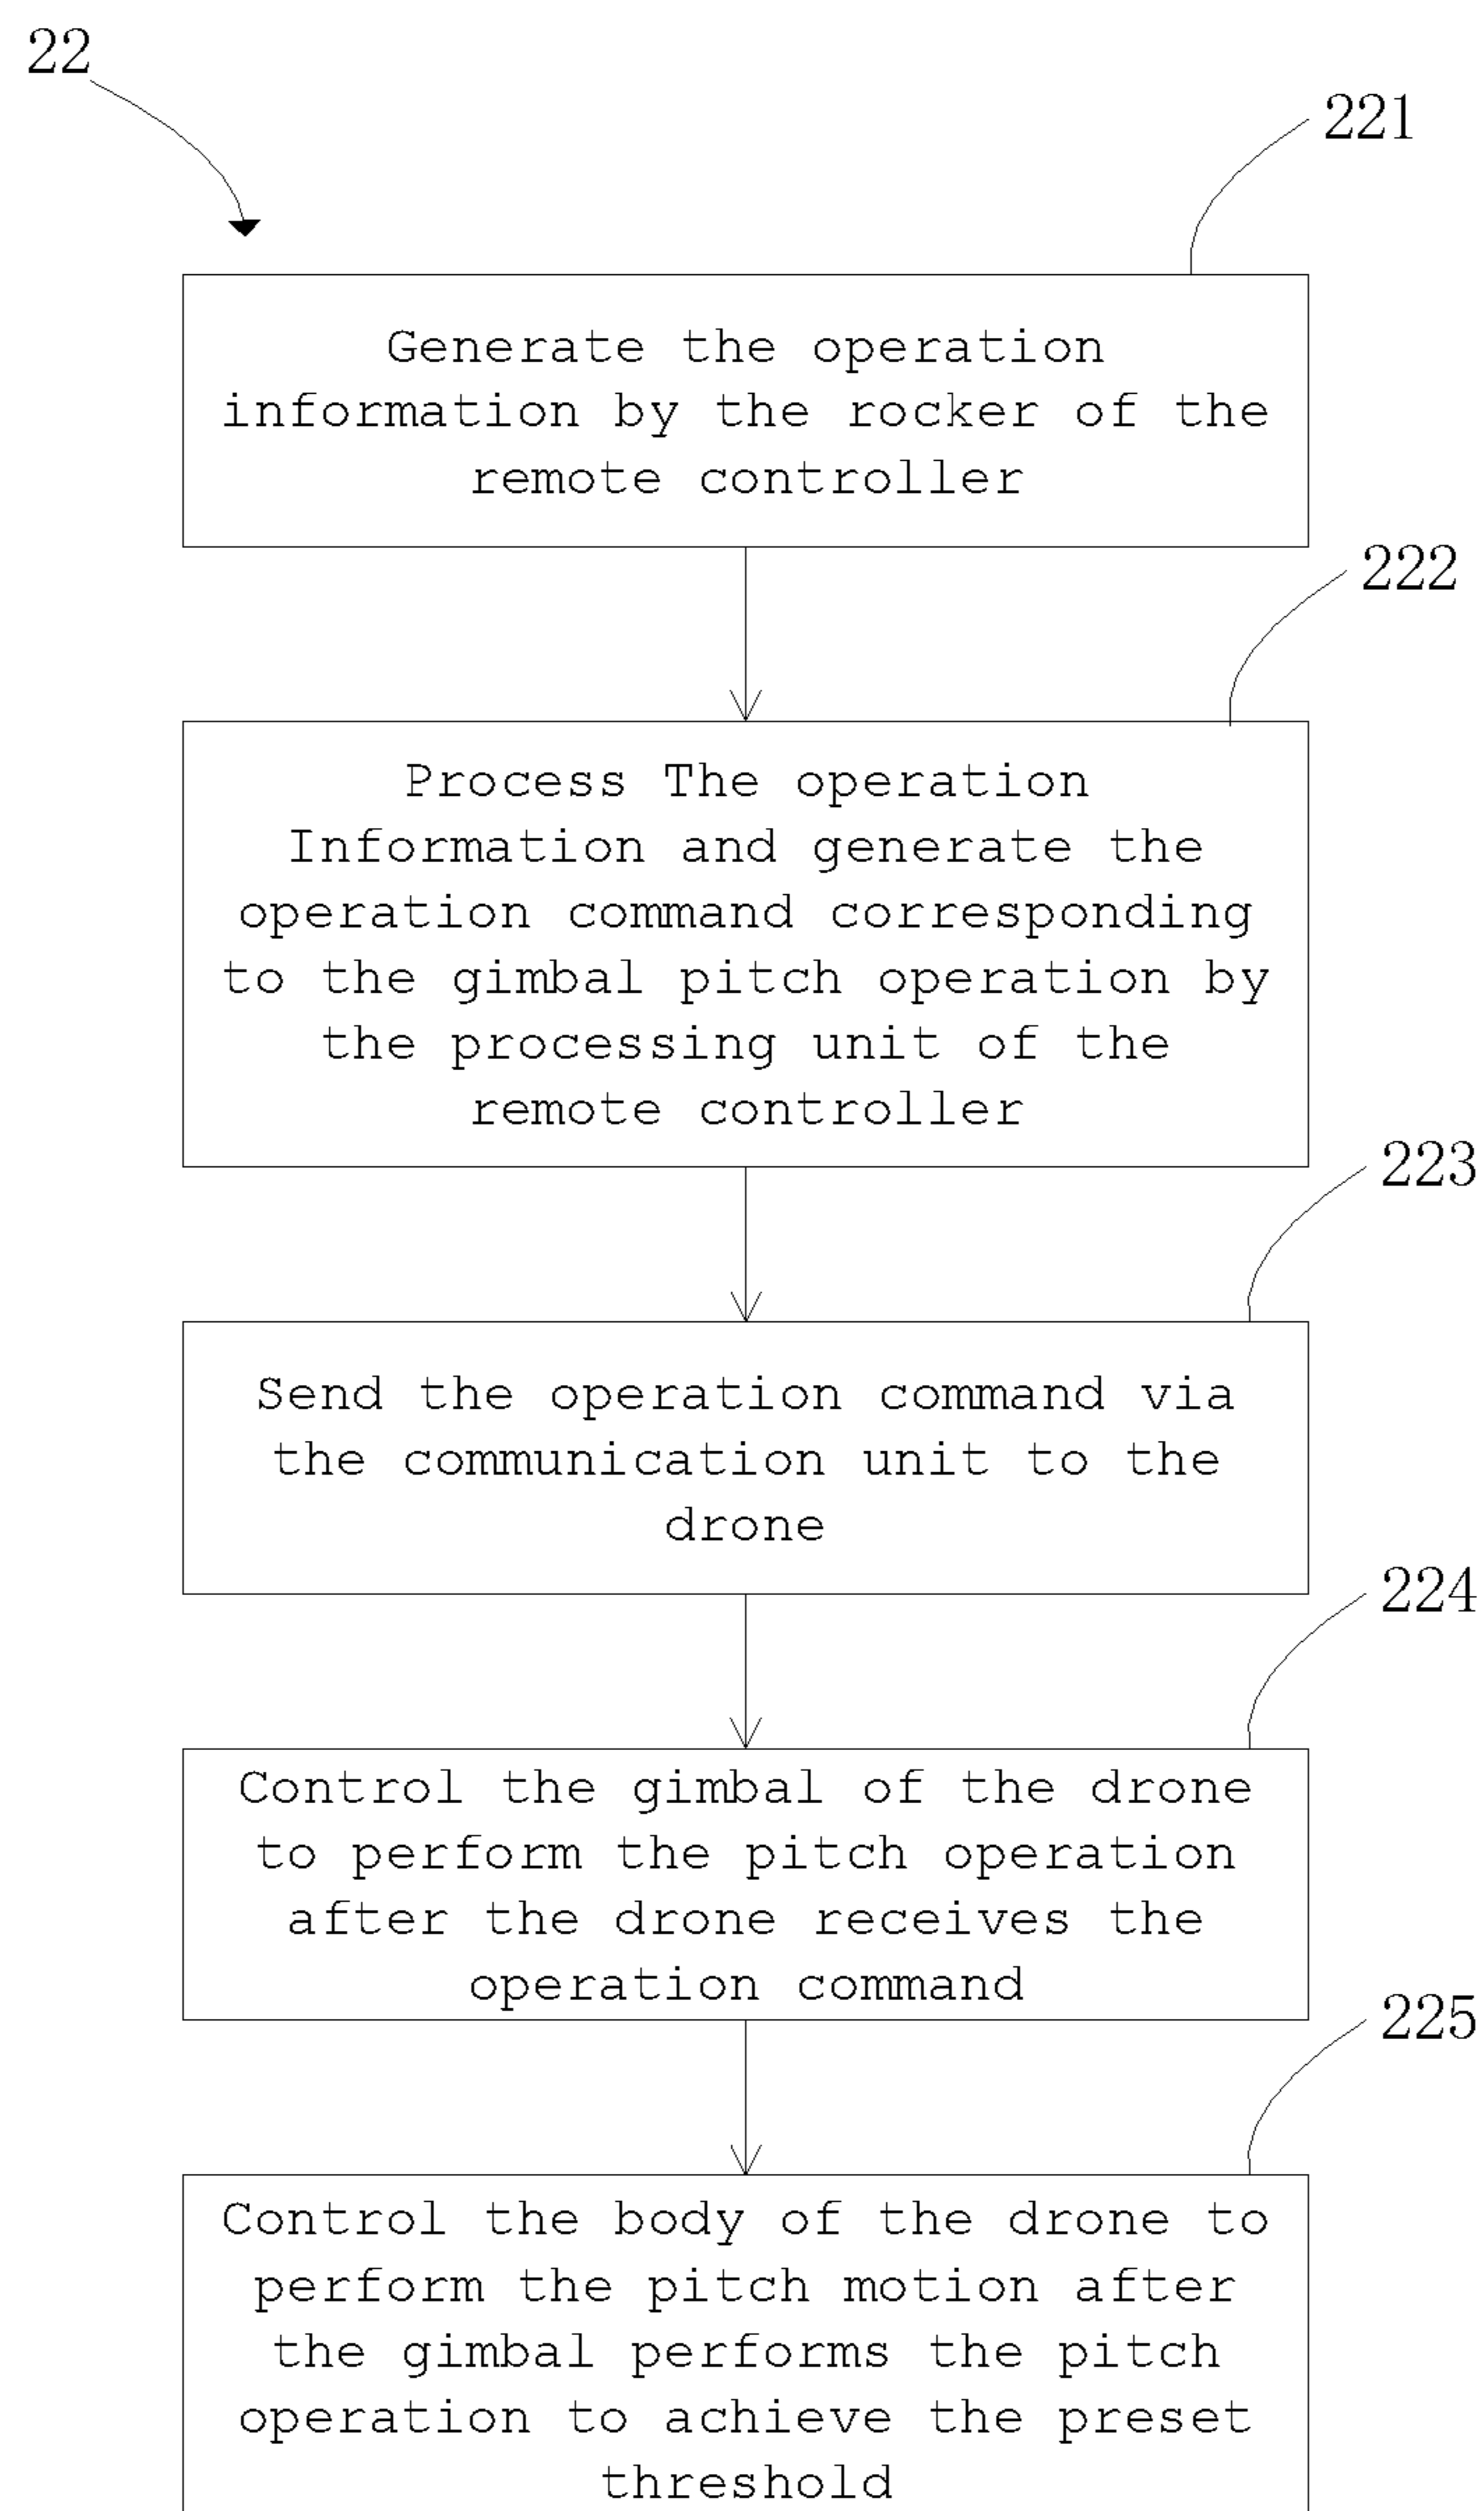 22
221
Generate the operation
information by the rocker of the
remote controller
222
Process The operation
Information and generate the
operation command corresponding
to the gimbal pitch operation by
the processing unit of the
remote controller
223
Send the operation command via
the communication unit to the
drone
224
Control the gimbal of the drone
to perform the pitch operation
after the drone receives the
operation command
225
Control the body of the drone to
perform the pitch motion after
the gimbal performs the pitch
operation to achieve the preset
threshold